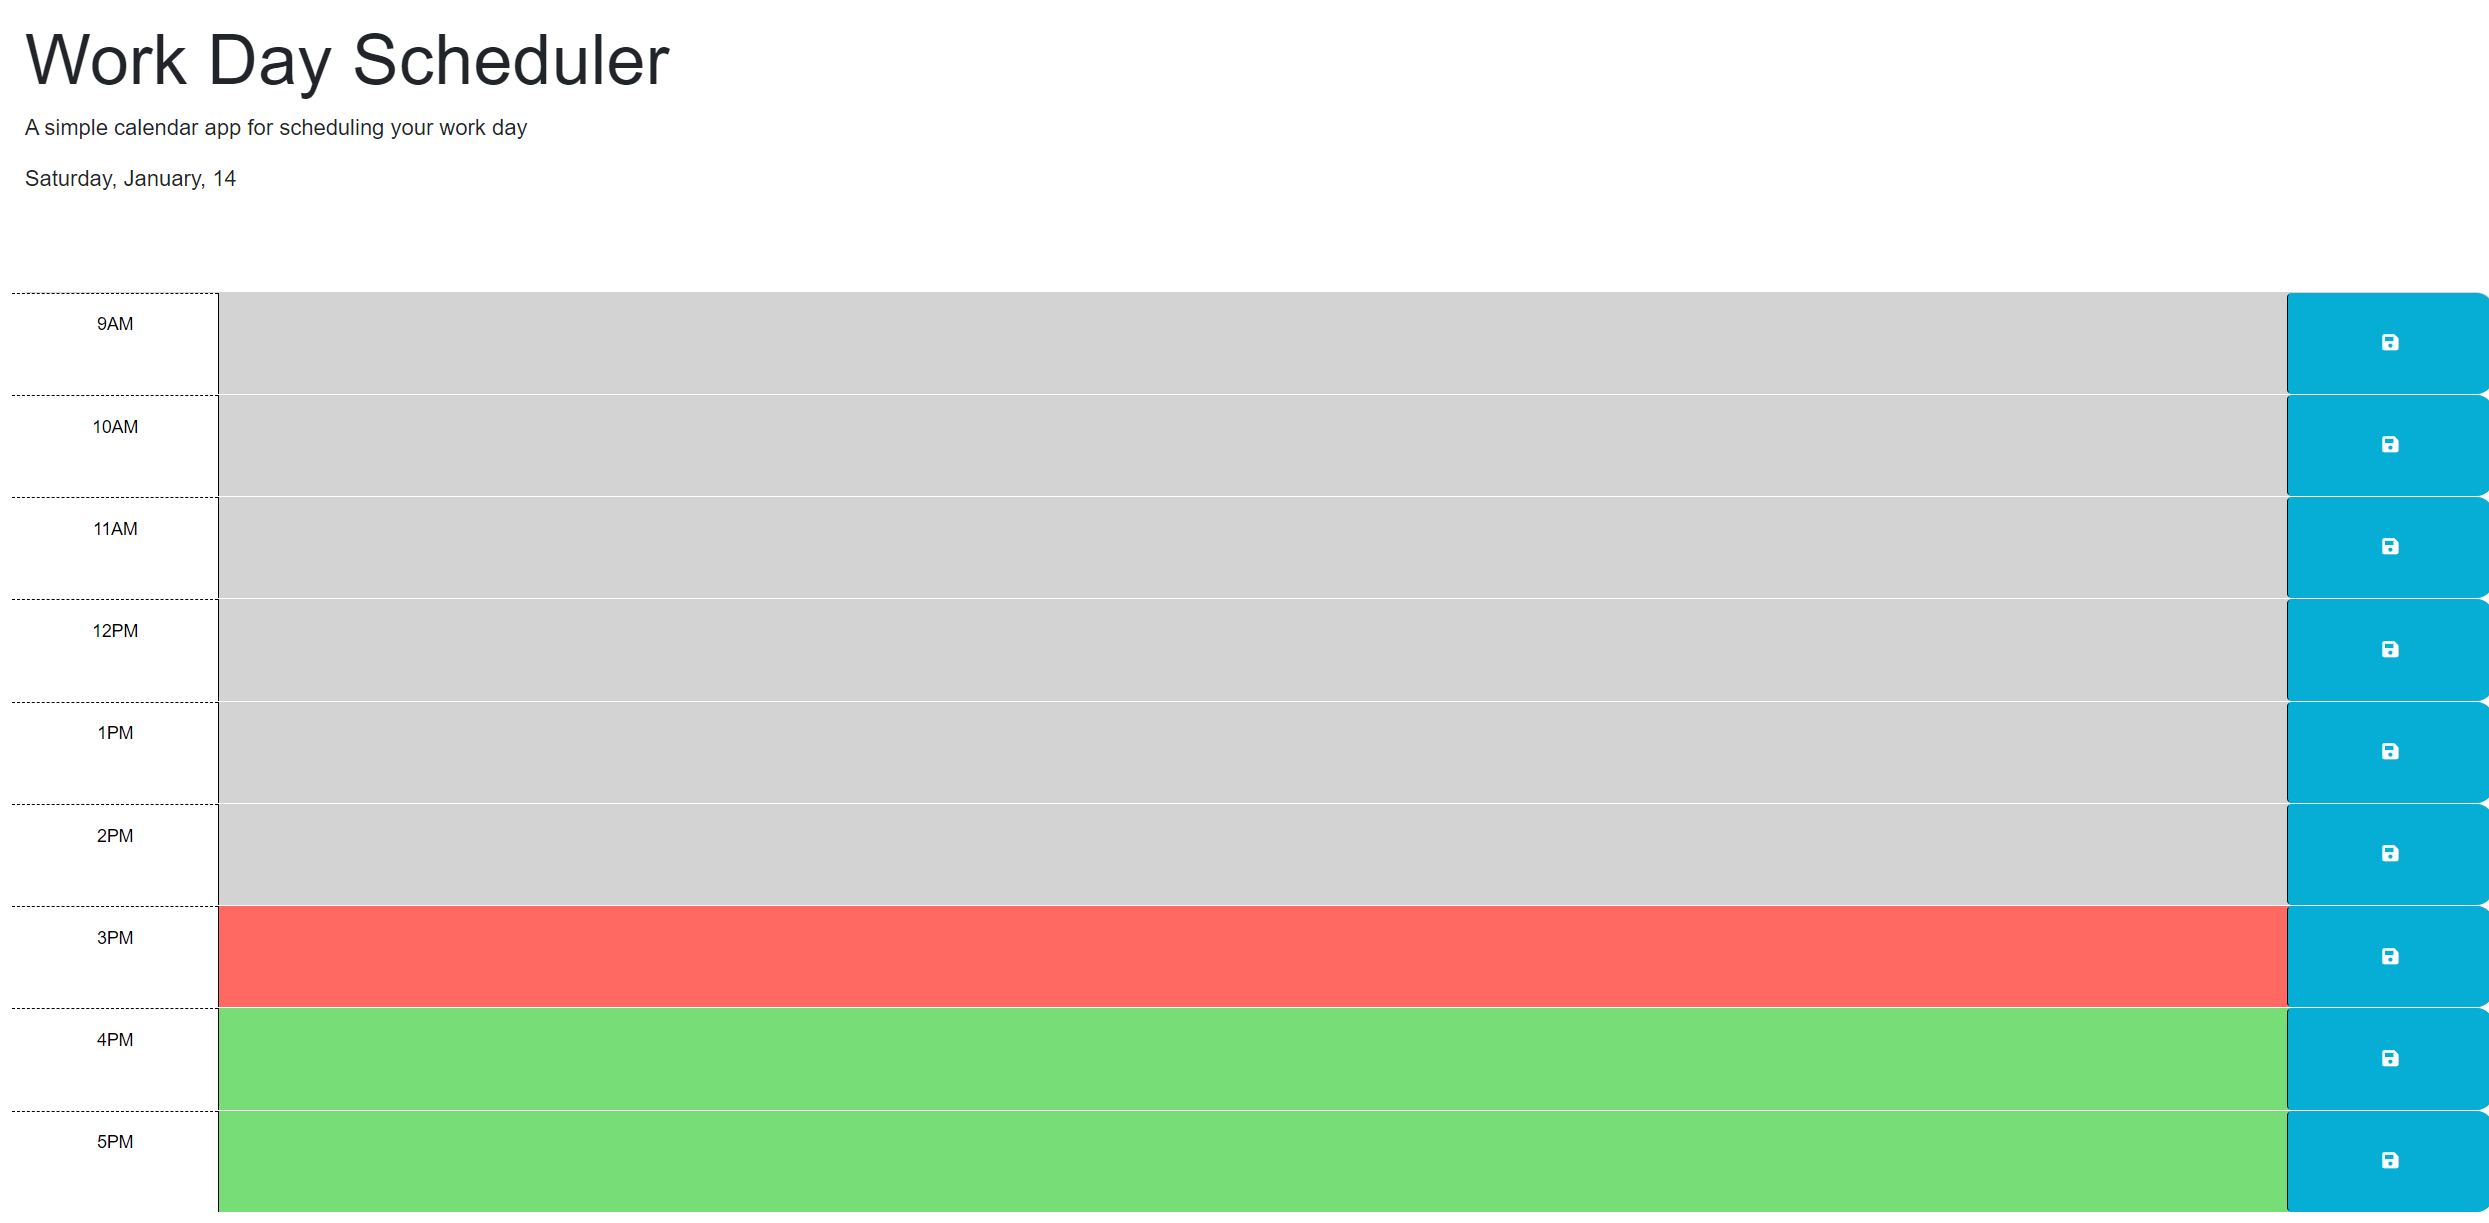 Work Day Scheduler
A simple calendar app for scheduling your work day
Saturday, January, 14
9AM
10AM
11AM
12PM
1PM
2PM
3PM
4PM
5PM